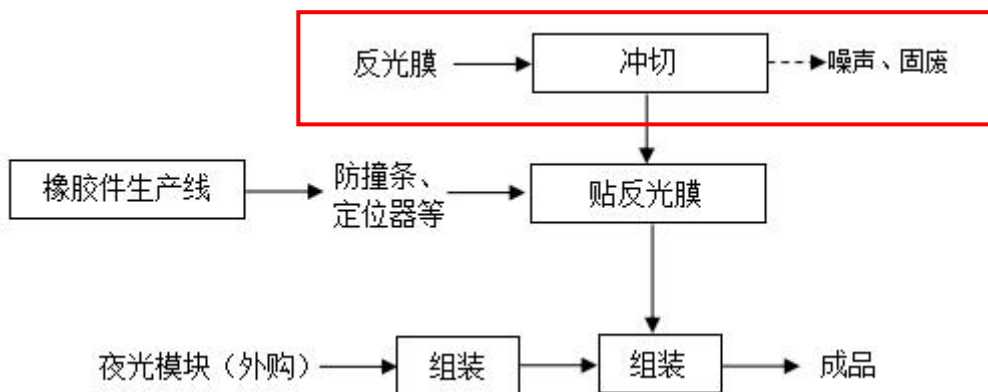 反光膜
冲切
噪声、固废
橡胶件生产线
防撞条、
定位器等
贴反光膜
夜光模块（外购）
组装
组装
成品